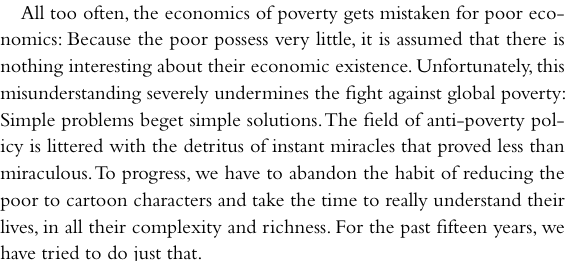 All too often, the economics of poverty gets mistaken for poor eco-
nomics: Because the poor possess very little, it is assumed that there is
nothing interesting about their economic existence. Unfortunately, this
misunderstanding severely undermines the fight against global poverty:
Simple problems beget simple solutions. The field of anti-poverty pol-
icy is littered with the detritus of instant miracles that proved less than
miraculous. To progress, we have to abandon the habit of reducing the
poor to cartoon characters and take the time to really understand their
lives, in all their complexity and richness. For the past fifteen years, we
have tried to do just that.